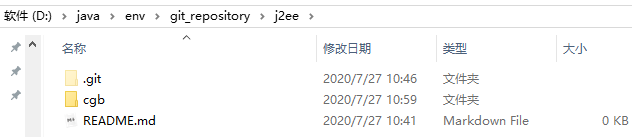 软件 (D:) > java > env > git_repository > j2ee >
名称 修改日期 类型 大小
.git 2020/7/27 10:46 文件夹
cgb 2020/7/27 10:59 文件夹
README.md 2020/7/27 10:41 Markdown File 0 KB